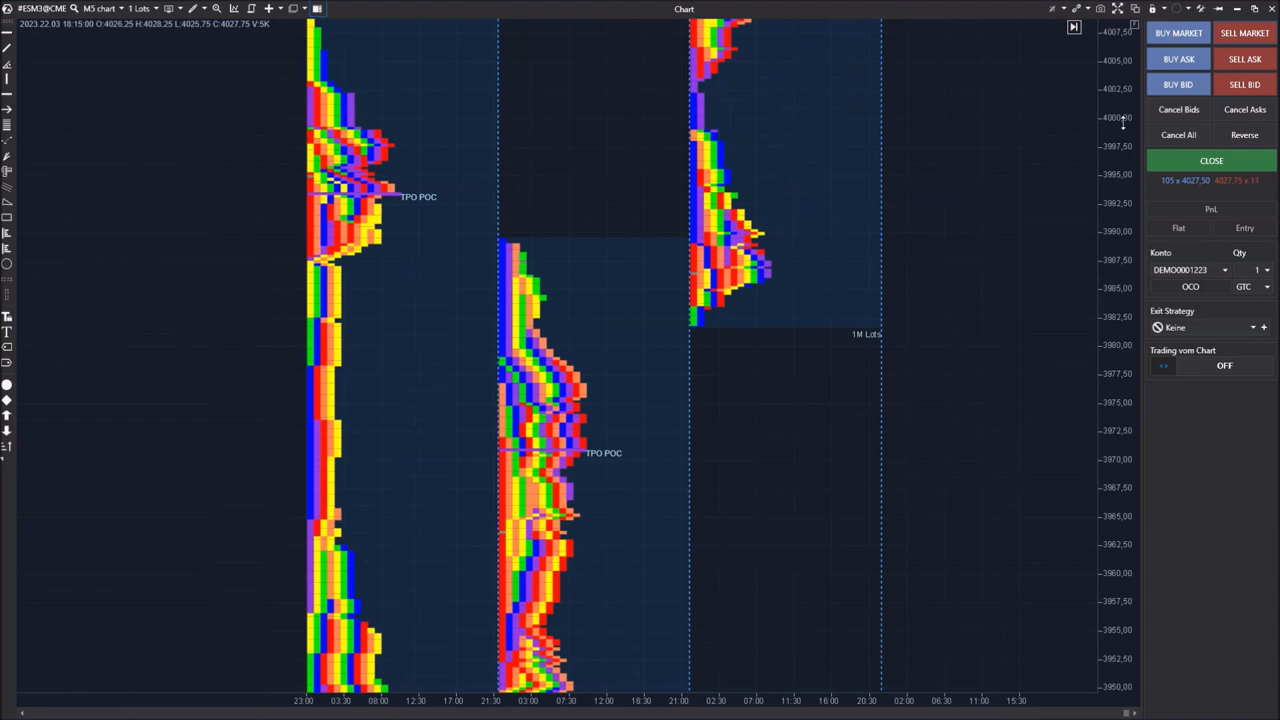 #ESM3@CME M5 chart 1 Lots Chart
2023.22.03 18:15:00 O:4026,25 H:4028,25 C:4025,75 C:4027,75 V:5K
BUY MARKET SELL MARKET
BUY ASK SELL ASK
BUY BID SELL BID
Cancel Bids Cancel Asks
Cancel All Reverse
CLOSE
105 x 4027,50 4027,75 x 11
PnL
Flat Entry
Konto Qty
DEMO0001223 1
OCO GTC
Exit Strategy
Keine
Trading vom Chart
OFF
TPO POC
TPO POC
1M Lots
4007,50
4005,00
4002,50
4000,00
3997,50
3995,00
3992,50
3990,00
3987,50
3985,00
3982,50
3980,00
3977,50
3975,00
3972,50
3970,00
3967,50
3965,00
3962,50
3960,00
3957,50
3955,00
3952,50
3950,00
23:00 03:30 08:00 12:30 17:00 21:30 03:00 07:30 12:00 16:30 21:00 02:30 07:00 11:30 16:00 20:30 02:00 11:00 15:30